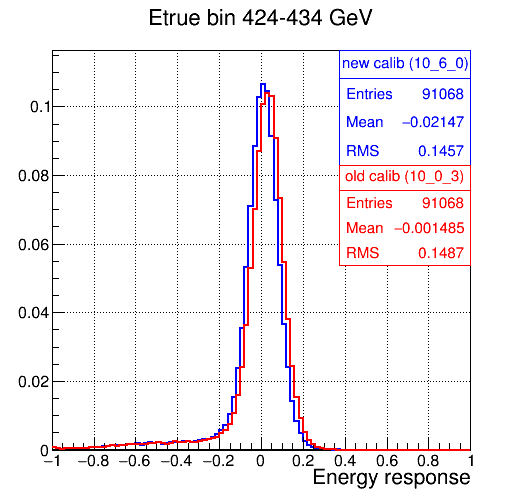 Etrue bin 424-434 GeV
new calib (10_6_0)
Entries 91068
Mean −0.02147
RMS 0.1457
old calib (10_0_3)
Entries 91068
Mean −0.001485
RMS 0.1487
0.1
0.08
0.06
0.04
0.02
0
−1 −0.8 −0.6 −0.4 −0.2 0 0.2 0.4 0.6 0.8 1
Energy response